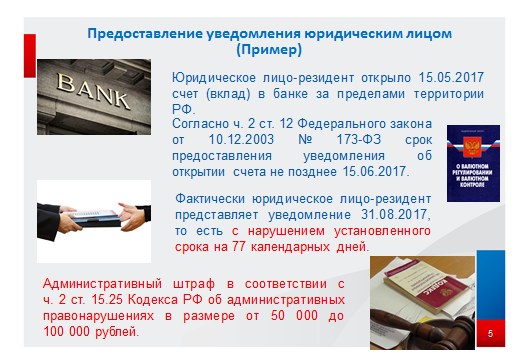 Предоставление уведомления юридическим лицом
(Пример)
BANK
Юридическое лицо-резидент открыло 15.05.2017
счет (вклад) в банке за пределами территории
РФ.
Согласно ч. 2 ст. 12 Федерального закона
от 10.12.2003 № 173-ФЗ срок
предоставления уведомления об
открытии счета не позднее 15.06.2017.
О ВАЛЮТНОМ
РЕГУЛИРОВАНИИ
И ВАЛЮТНОМ
КОНТРОЛЕ
Фактически юридическое лицо-резидент
представляет уведомление 31.08.2017,
то есть с нарушением установленного
срока на 77 календарных дней.
Административный штраф в соответствии с
ч. 2 ст. 15.25 Кодекса РФ об административных
правонарушениях в размере от 50 000 до
100 000 рублей.
КОДЕКС
5